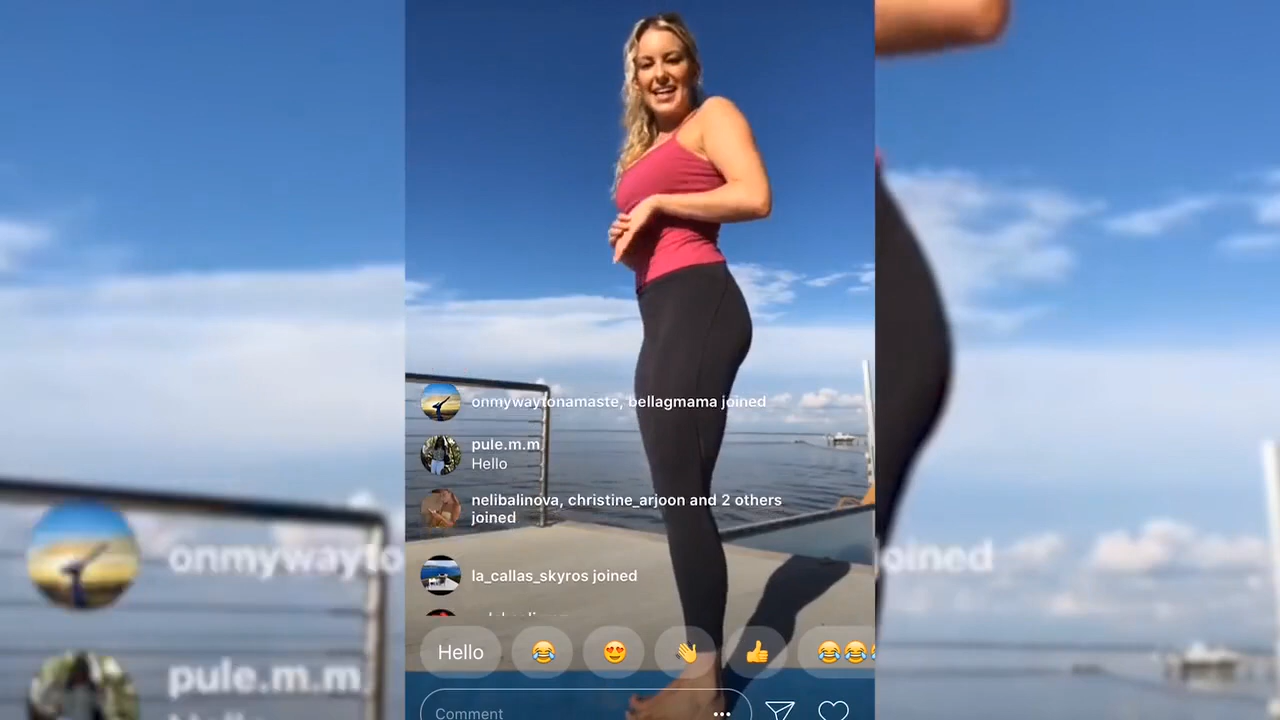 onmywaytonamaste, bellagmama joined
pule.m.m
Hello
nelibalinova, christine_arjoon and 2 others
joined
la_callas_skyros joined
Hello
Comment
onmywayto
joined
pule.m.m